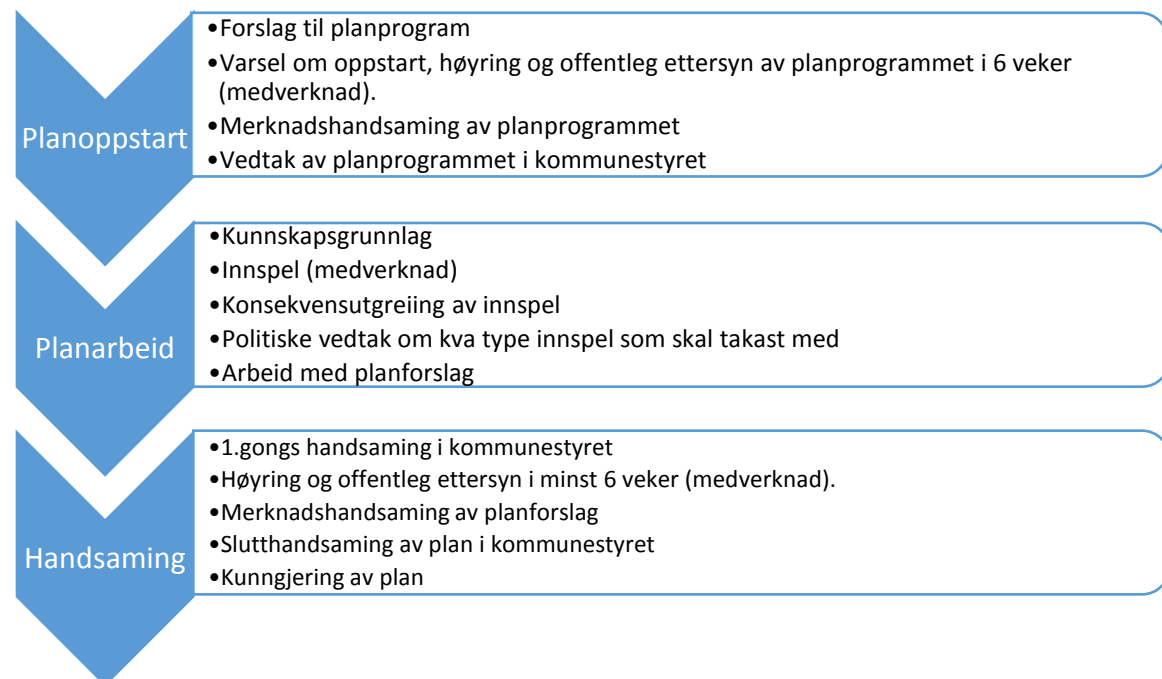 Planoppstart
•Forslag til planprogram
•Varsel om oppstart, høyring og offentleg ettersyn av planprogrammet i 6 veker
(medverknad).
•Merknadshandsaming av planprogrammet
•Vedtak av planprogrammet i kommunestyret
Planarbeid
•Kunnskapsgrunnlag
•Innspel (medverknad)
•Konsekvensutgreiing av innspel
•Politiske vedtak om kva type innspel som skal takast med
•Arbeid med planforslag
Handsaming
•1.gongs handsaming i kommunestyret
•Høyring og offentleg ettersyn i minst 6 veker (medverknad).
•Merknadshandsaming av planforslag
•Slutthandsaming av plan i kommunestyret
•Kunngjering av plan